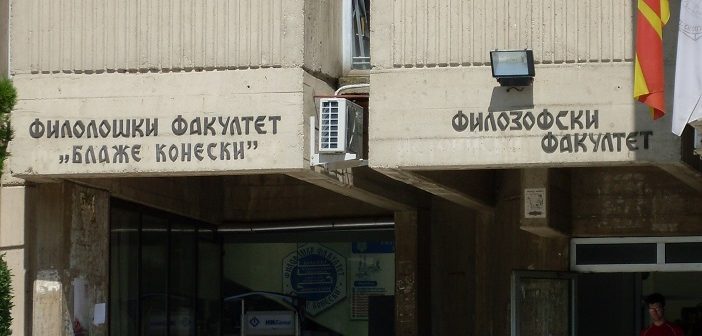 ФИЛОЛОШКИ ФАКУЛТЕТ
„БЛАЖЕ КОНЕСКИ”
ФИЛОЗОФСКИ
ФАКУЛТЕТ